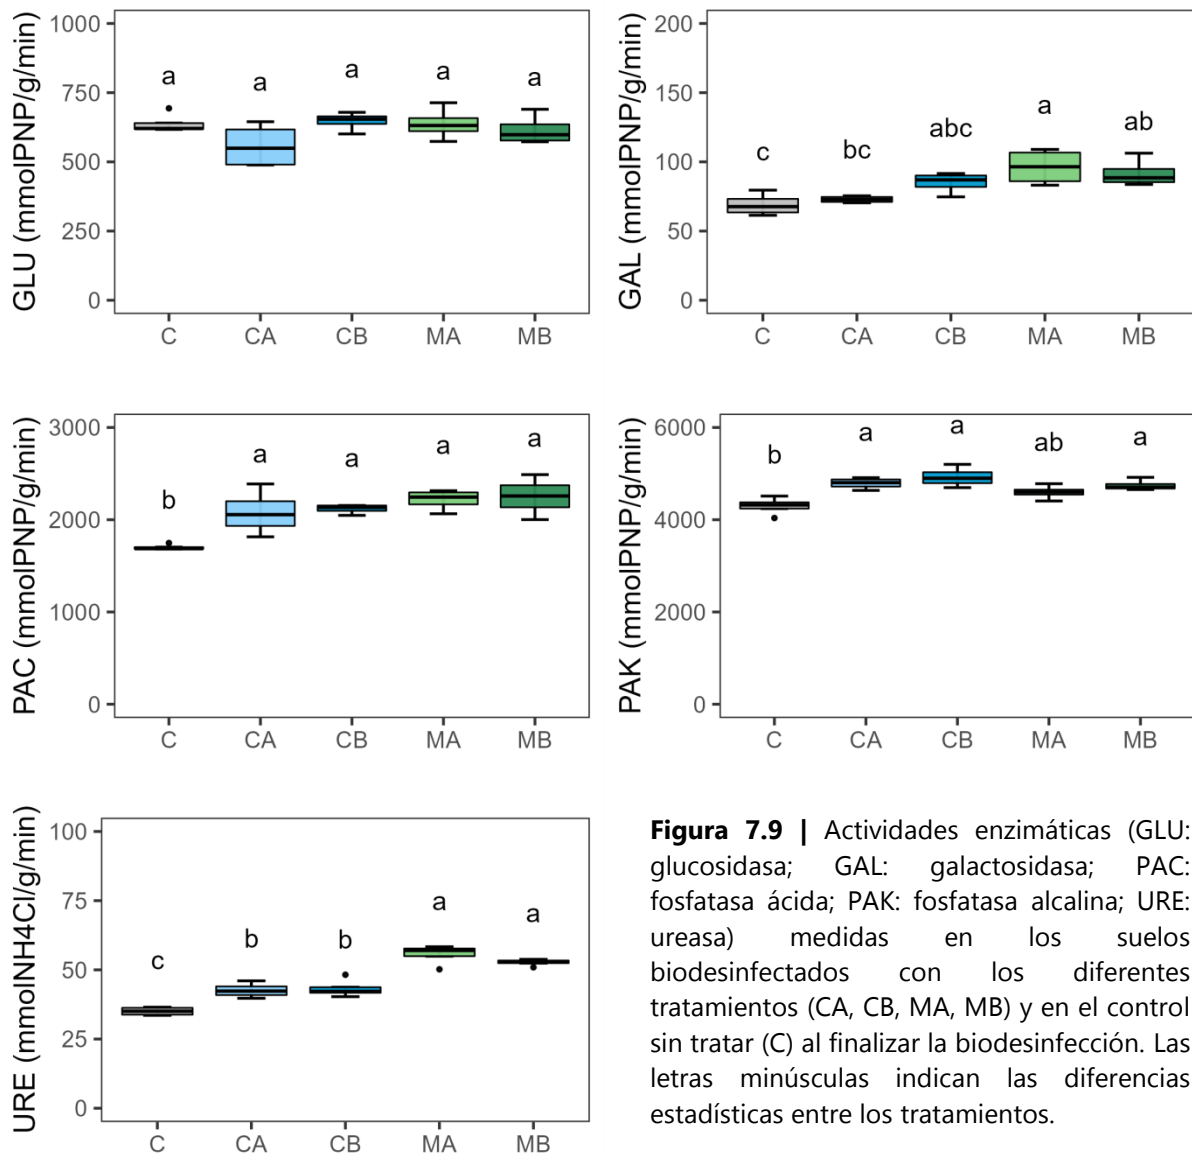 GLU (mmolPNP/g/min)
1000
750
500
250
0
a
a
a
a
a
C CA CB MA MB
GAL (mmolPNP/g/min)
200
150
100
50
0
c
bc
abc
a
ab
C CA CB MA MB
PAC (mmolPNP/g/min)
3000
2000
1000
0
b
a
a
a
a
C CA CB MA MB
PAK (mmolPNP/g/min)
6000
4000
2000
0
b
a
a
ab
a
C CA CB MA MB
URE (mmolNH4Cl/g/min)
100
75
50
25
0
c
b
b
a
a
C CA CB MA MB
Figura 7.9 | Actividades enzimáticas (GLU:
glucosidasa; GAL: galactosidasa; PAC:
fosfatasa ácida; PAK: fosfatasa alcalina; URE:
ureasa) medidas en los suelos
biodesinfectados con los diferentes
tratamientos (CA, CB, MA, MB) y en el control
sin tratar (C) al finalizar la biodesinfección. Las
letras minúsculas indican las diferencias
estadísticas entre los tratamientos.